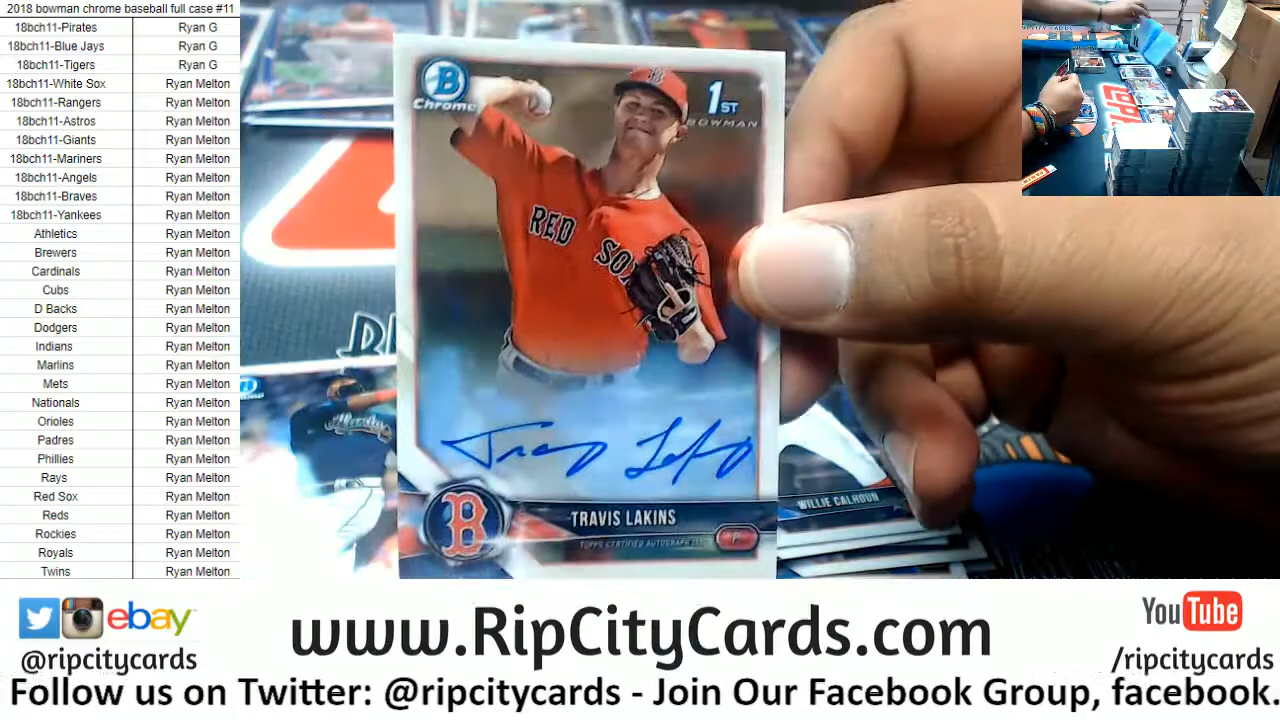 2018 bowman chrome baseball full case #11
18bch11-Pirates Ryan G
18bch11-Blue Jays Ryan G
18bch11-Tigers Ryan G
18bch11-White Sox Ryan Melton
18bch11-Rangers Ryan Melton
18bch11-Astros Ryan Melton
18bch11-Giants Ryan Melton
18bch11-Mariners Ryan Melton
18bch11-Angels Ryan Melton
18bch11-Braves Ryan Melton
18bch11-Yankees Ryan Melton
Athletics Ryan Melton
Brewers Ryan Melton
Cardinals Ryan Melton
Cubs Ryan Melton
D Backs Ryan Melton
Dodgers Ryan Melton
Indians Ryan Melton
Marlins Ryan Melton
Mets Ryan Melton
Nationals Ryan Melton
Orioles Ryan Melton
Padres Ryan Melton
Phillies Ryan Melton
Rays Ryan Melton
Red Sox Ryan Melton
Reds Ryan Melton
Rockies Ryan Melton
Royals Ryan Melton
Twins Ryan Melton
B
Chrome
1ST
BOWMAN
B
RED SOX
B
TRAVIS LAKINS
TOPPS CERTIFIED AUTOGRAPH
P
WILLIE CALHOUN
ebay
@ripcitycards
www.RipCityCards.com
YouTube
/ripcitycards
Follow us on Twitter: @ripcitycards - Join Our Facebook Group, facebook.